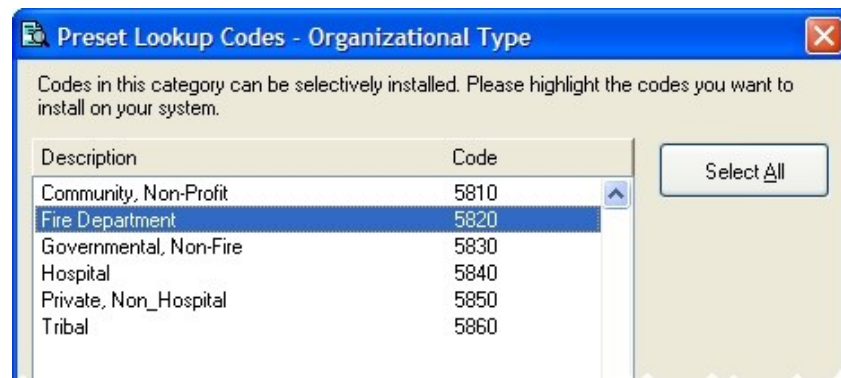 Preset Lookup Codes - Organizational Type
Codes in this category can be selectively installed. Please highlight the codes you want to
install on your system.
Description Code
Select All
Community, Non-Profit 5810
Fire Department 5820
Governmental, Non-Fire 5830
Hospital 5840
Private, Non_Hospital 5850
Tribal 5860